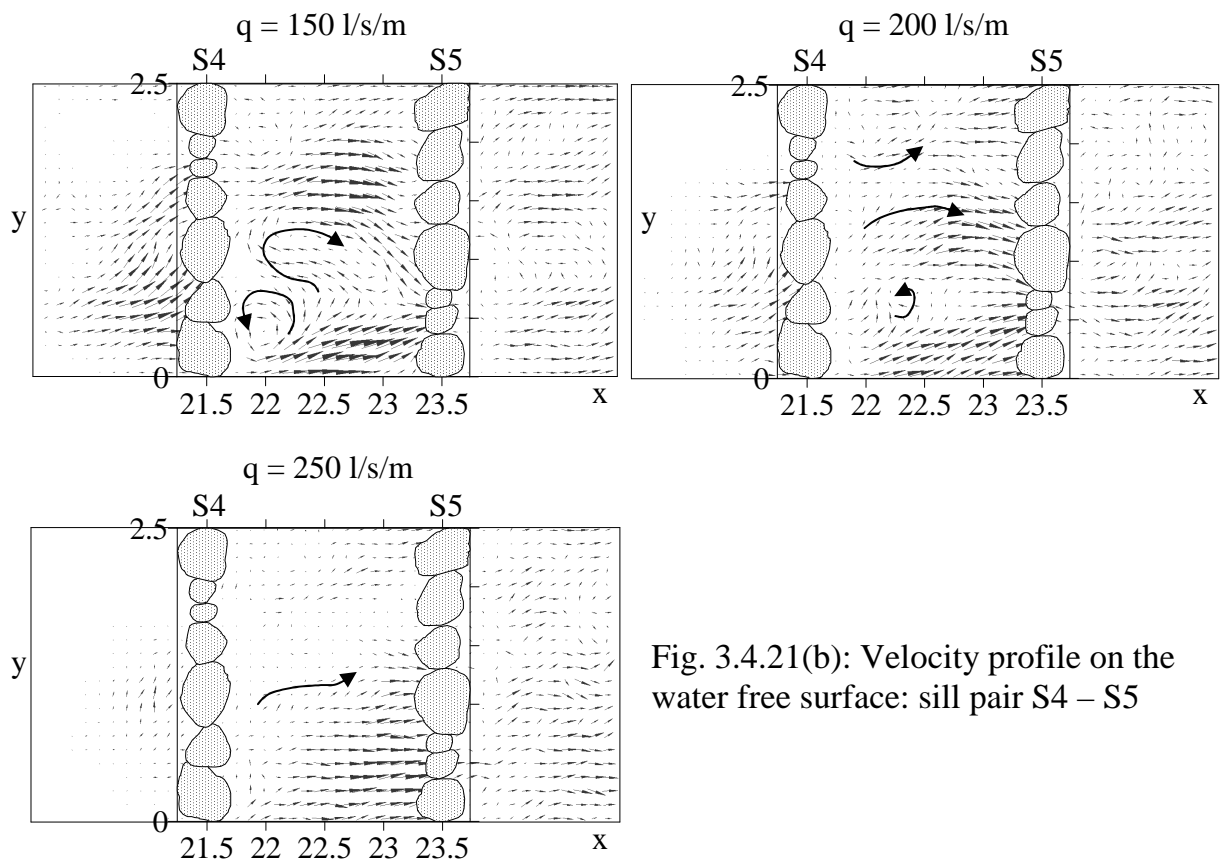 q = 150 l/s/m
S4 S5
2.5
y
0
21.5 22 22.5 23 23.5 x
q = 200 l/s/m
S4 S5
2.5
y
0
21.5 22 22.5 23 23.5 x
q = 250 l/s/m
S4 S5
2.5
y
0
21.5 22 22.5 23 23.5 x
Fig. 3.4.21(b): Velocity profile on the
water free surface: sill pair S4 – S5